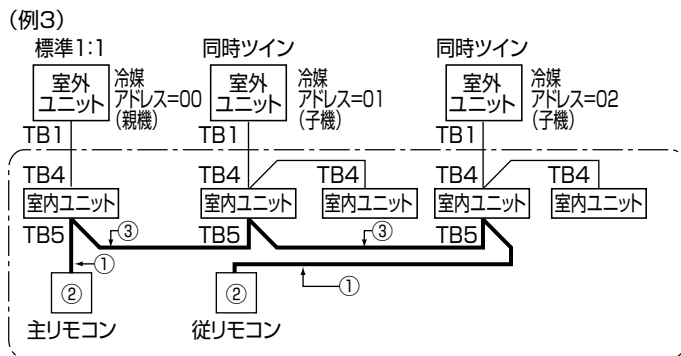 (例3)
標準1:1
同時ツイン
同時ツイン
室外
ユニット
冷媒
アドレス=00
(親機)
室外
ユニット
冷媒
アドレス=01
(子機)
室外
ユニット
冷媒
アドレス=02
(子機)
TB1
TB1
TB1
TB4
TB4
TB4
TB4
TB4
室内ユニット
室内ユニット
室内ユニット
室内ユニット
室内ユニット
TB5
③
TB5
③
TB5
①
①
②
②
主リモコン
従リモコン